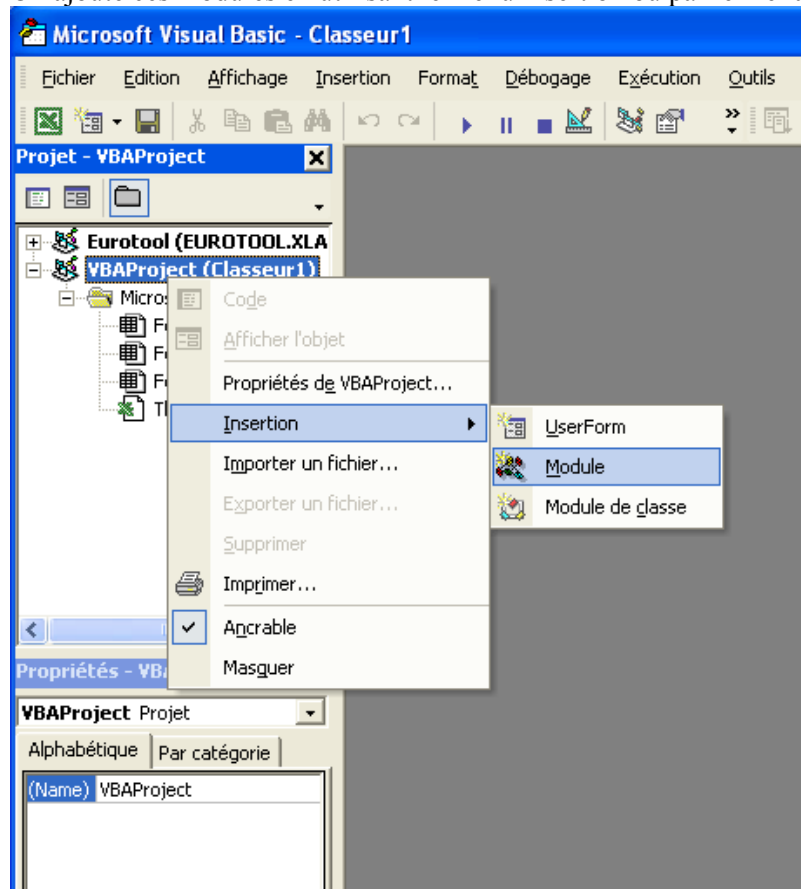 Microsoft Visual Basic - Classeur1
Fichier Edition Affichage Insertion Format Débogage Exécution Outils
Projet - VBAProject
Eurotool (EUROTOOL.XLA
VBAProject (Classeur1)
Code
Afficher l'objet
Propriétés de VBAProject...
Insertion
UserForm
Importer un fichier...
Module
Exporter un fichier...
Module de classe
Supprimer
Imprimer...
Ancrable
Masquer
Propriétés -
VBAProject Projet
Alphabétique Par catégorie
(Name) VBAProject